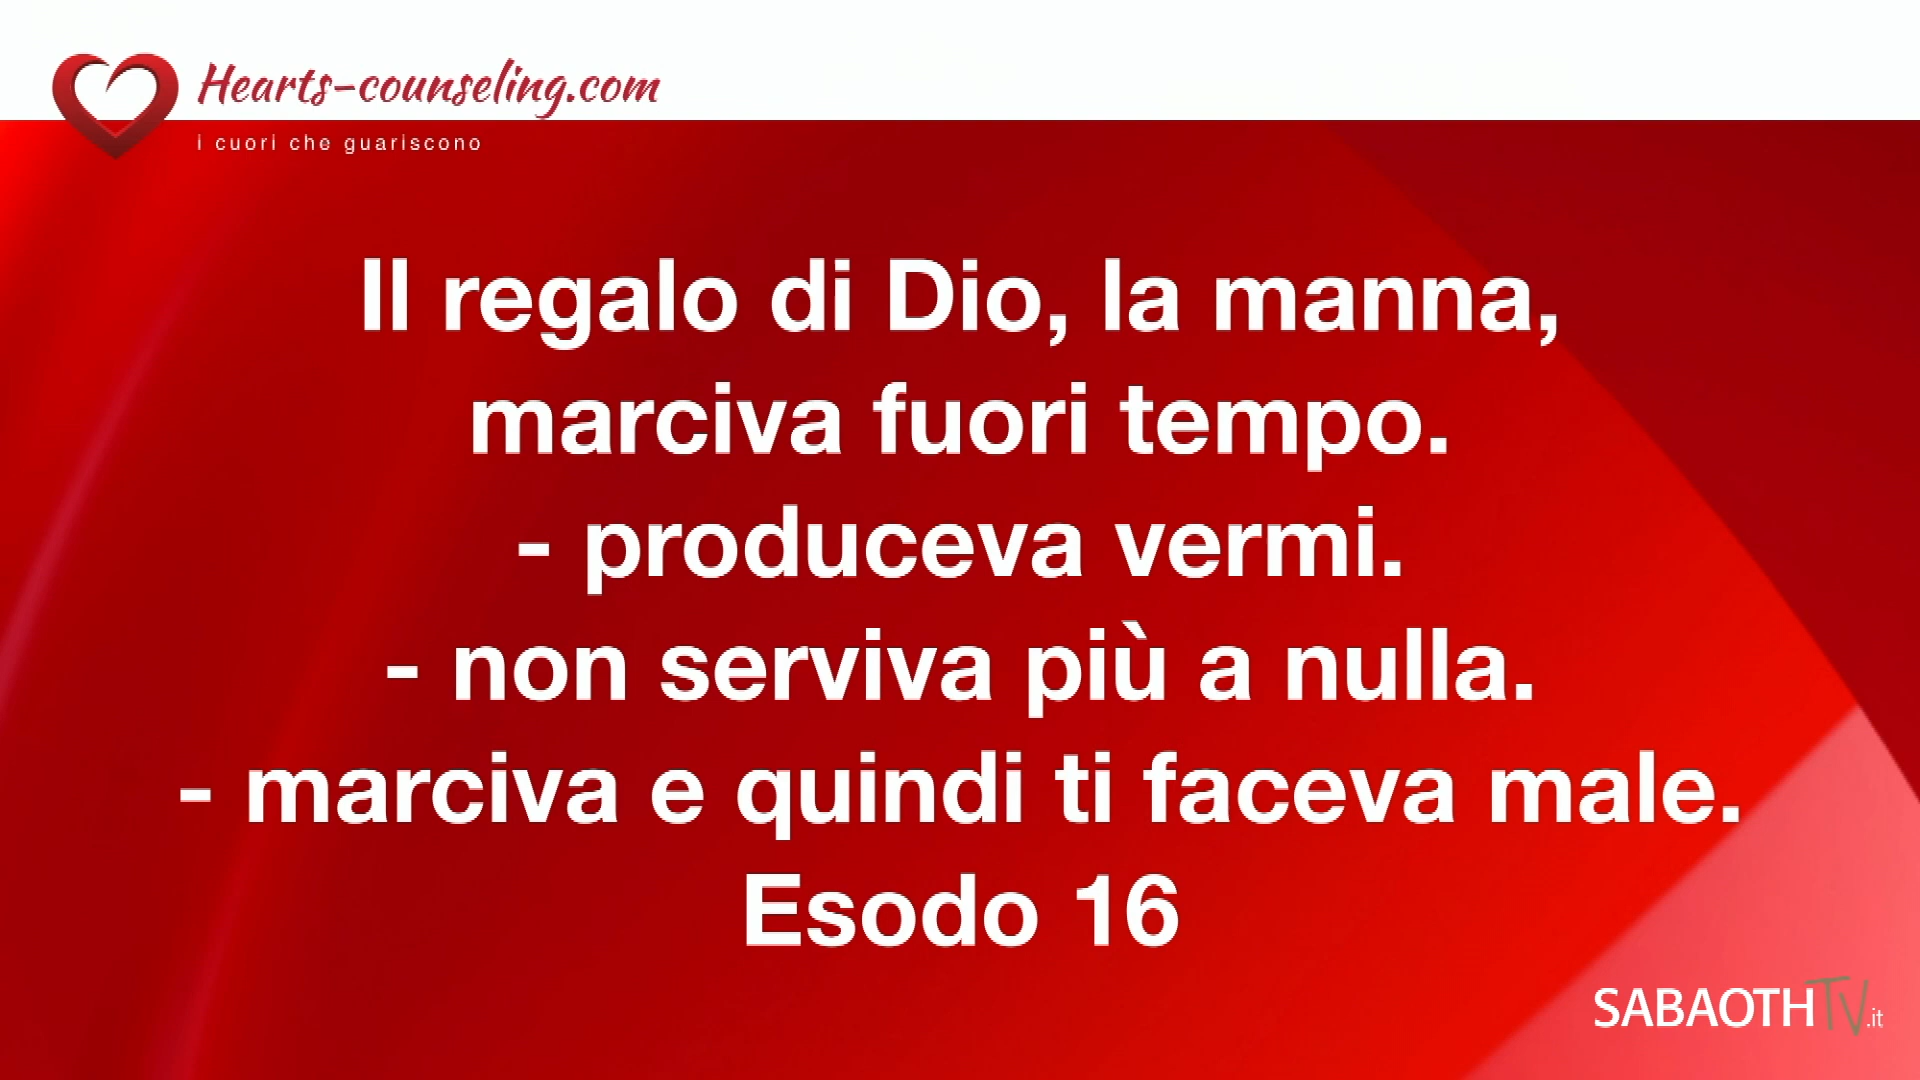 Hearts-counseling.com
i cuori che guariscono
Il regalo di Dio, la manna,
marciva fuori tempo.
- produceva vermi.
- non serviva più a nulla.
- marciva e quindi ti faceva male.
Esodo 16
SABAOTHTV.it